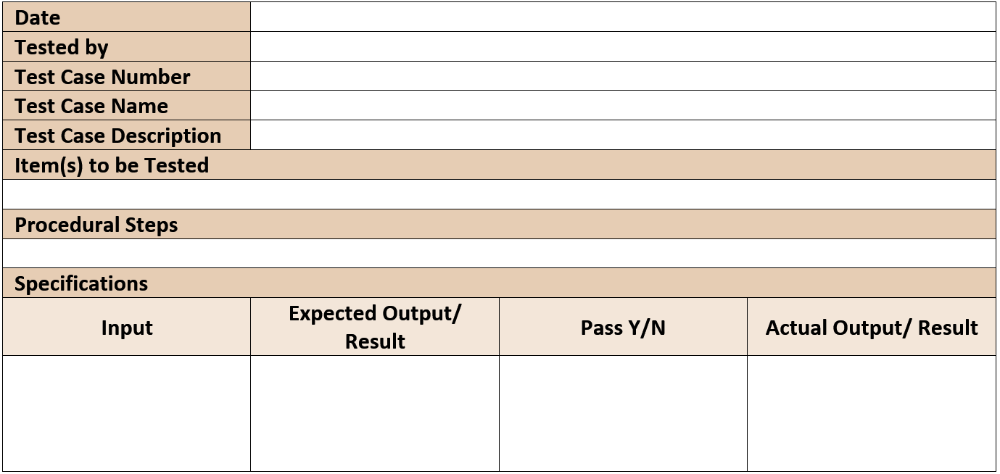 Date
Tested by
Test Case Number
Test Case Name
Test Case Description
Item(s) to be Tested
Procedural Steps
Specifications
Input
Expected Output/
Result
Pass Y/N
Actual Output/ Result